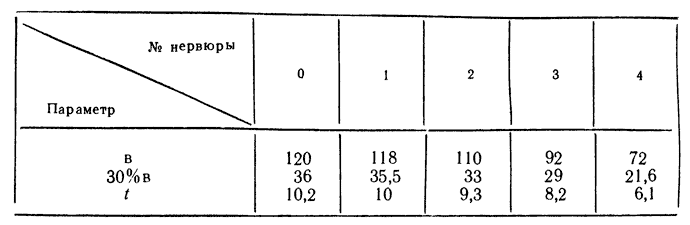 № нервюры
0 1 2 3 4
Параметр
в 120 118 110 92 72
30%в 36 35,5 33 29 21,6
t 10,2 10 9,3 8,2 6,1